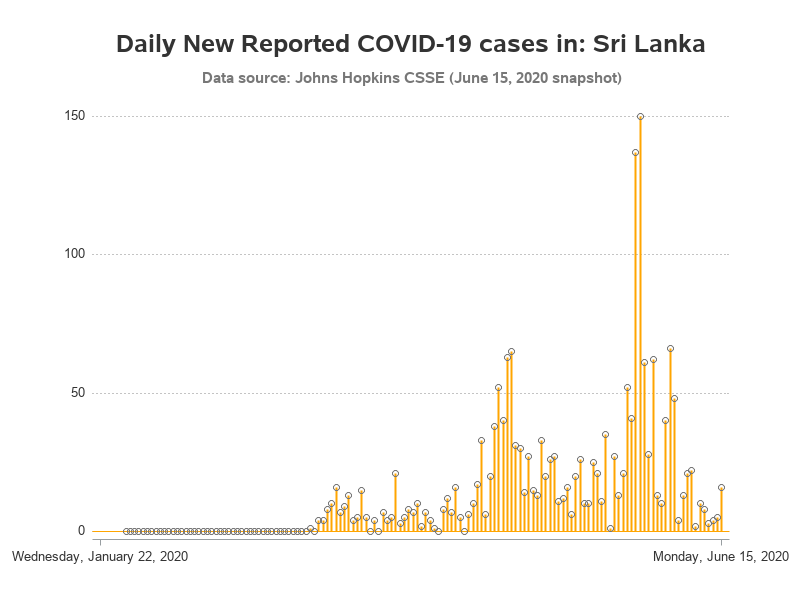 Daily New Reported COVID-19 cases in: Sri Lanka
Data source: Johns Hopkins CSSE (June 15, 2020 snapshot)
150
100
50
0
Wednesday, January 22, 2020
Monday, June 15, 2020